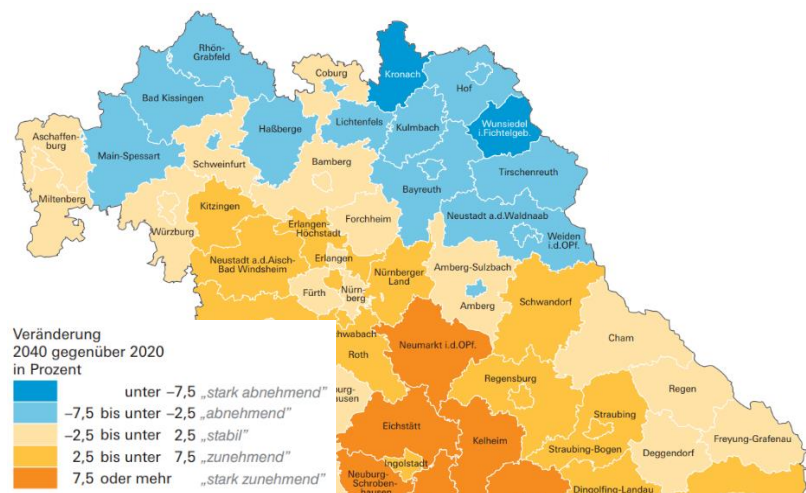 Rhön-
Grabfeld
Bad Kissingen
Coburg
Kronach
Hof
Wunsiedel
i.Fichtelgeb.
Aschaffen-
burg
Main-Spessart
Haßberge
Lichtenfels
Kulmbach
Schweinfurt
Bamberg
Tirschenreuth
Miltenberg
Bayreuth
Würzburg
Kitzingen
Forchheim
Neustadt a.d.Waldnaab
Erlangen-
Höchstadt
Weiden
i.d.OPf.
Neustadt a.d.Aisch-
Bad Windsheim
Erlangen
Nürnberger
Land
Amberg-Sulzbach
Fürth
Nürn-
berg
Amberg
Schwandorf
Schwabach
Roth
Neumarkt i.d.OPf.
Cham
Regensburg
Regen
burg-
hausen
Eichstätt
Kelheim
Straubing
Straubing-Bogen
Freyung-Grafenau
Deggendorf
Ingolstadt
Neuburg-
Schroben-
hausen
Dingolfing-Landau
Veränderung
2040 gegenüber 2020
in Prozent
unter –7,5 „stark abnehmend”
–7,5 bis unter –2,5 „abnehmend”
–2,5 bis unter 2,5 „stabil”
2,5 bis unter 7,5 „zunehmend”
7,5 oder mehr „stark zunehmend”